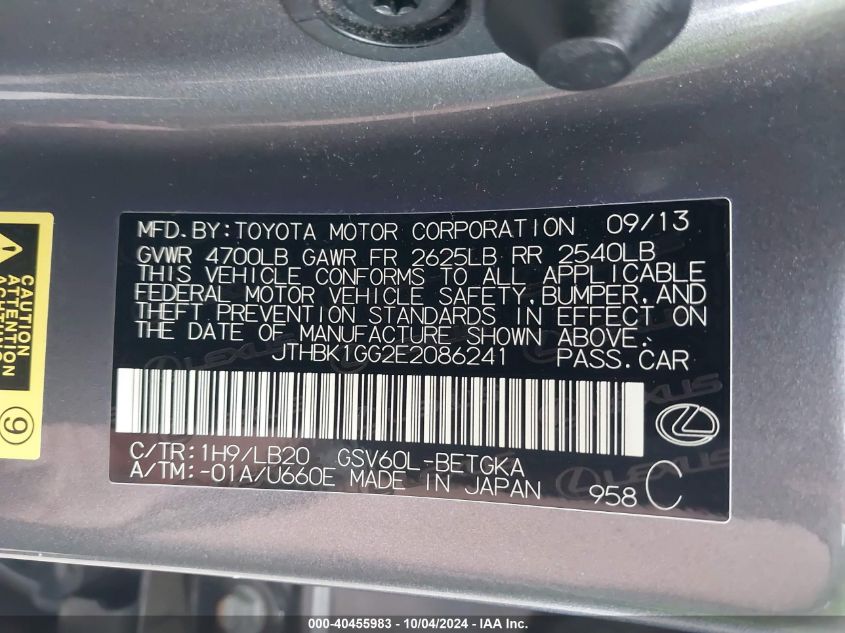 MFD.BY:TOYOTA MOTOR CORPORATION 09/13
GVWR 4700LB GAWR FR 2625LB RR 2540LB
THIS VEHICLE CONFORMS TO ALL APPLICABLE
FEDERAL MOTOR VEHICLE SAFETY,BUMPER,AND
THEFT PREVENTION STANDARDS IN EFFECT ON
THE DATE OF MANUFACTURE SHOWN ABOVE.
JTHBK1GG2E2086241 PASS.CAR
C/TR:1H9/LB20 GSV60L-BETGKA
A/TM:-01A/U660E MADE IN JAPAN
958 C
CAUTION
ATTENTION
9
LEXUS
000-40455983 - 10/04/2024 - IAA Inc.